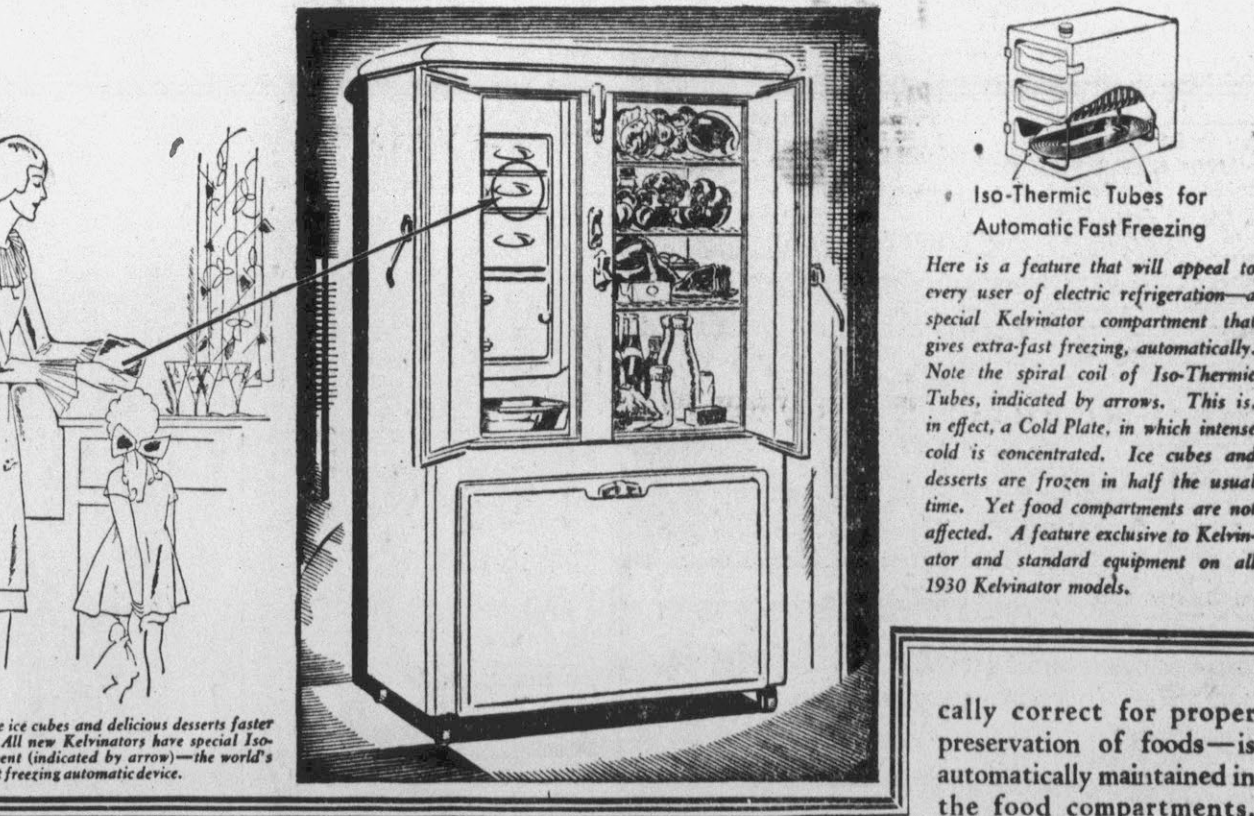 Iso-Thermic Tubes for
Automatic Fast Freezing
Here is a feature that will appeal to
every user of electric refrigeration—a
special Kelvinator compartment that
gives extra-fast freezing, automatically.
Note the spiral coil of Iso-Thermic
Tubes, indicated by arrows. This is,
in effect, a Cold Plate, in which intense
cold is concentrated. Ice cubes and
desserts are frozen in half the usual
time. Yet food compartments are not
affected. A feature exclusive to Kelvin-
ator and standard equipment on all
1930 Kelvinator models.
ice cubes and delicious desserts faster
All new Kelvinators have special Iso-
ent (indicated by arrow)—the world's
freezing automatic device.
cally correct for proper
preservation of foods—is
automatically maintained in
the food compartments.